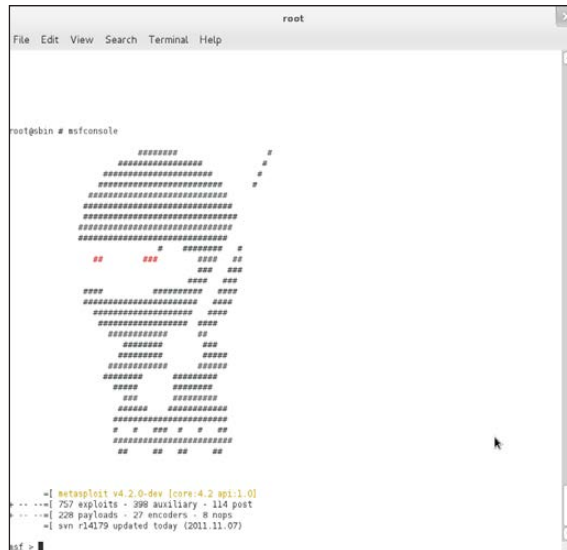 root
File Edit View Search Terminal Help
root@sbin # msfconsole
=[ metasploit v4.2.0-dev [core:4.2 api:1.0]
+ -- --=[ 757 exploits - 398 auxiliary - 114 post
+ -- --=[ 228 payloads - 27 encoders - 8 nops
=[ svn r14179 updated today (2011.11.07)
msf >